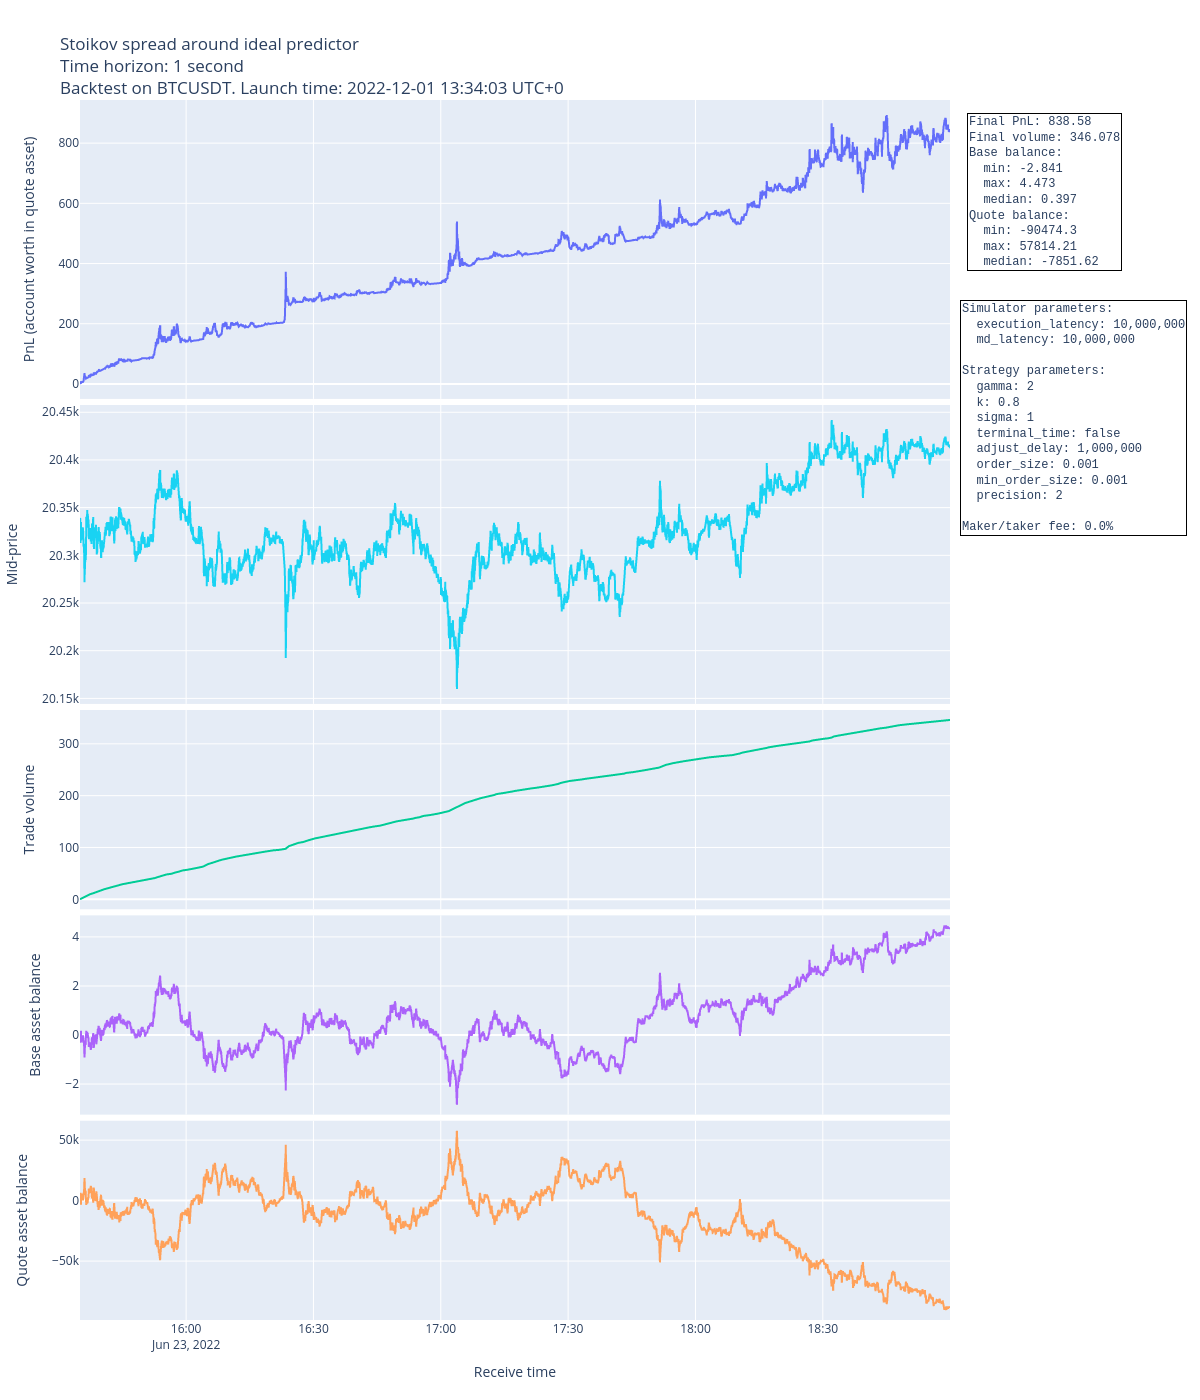 Stoikov spread around ideal predictor
Time horizon: 1 second
Backtest on BTCUSDT. Launch time: 2022-12-01 13:34:03 UTC+0
PnL (account worth in quote asset)
800
600
400
200
0
Final PnL: 838.58
Final volume: 346.078
Base balance:
min: -2.841
max: 4.473
median: 0.397
Quote balance:
min: -90474.3
max: 57814.21
median: -7851.62
Simulator parameters:
execution_latency: 10,000,000
md_latency: 10,000,000
Strategy parameters:
gamma: 2
k: 0.8
sigma: 1
terminal_time: false
adjust_delay: 1,000,000
order_size: 0.001
min_order_size: 0.001
precision: 2
Maker/taker fee: 0.0%
Mid-price
20.45k
20.4k
20.35k
20.3k
20.25k
20.2k
20.15k
Trade volume
300
200
100
0
Base asset balance
4
2
0
−2
Quote asset balance
50k
0
−50k
16:00 16:30 17:00 17:30 18:00 18:30
Jun 23, 2022
Receive time